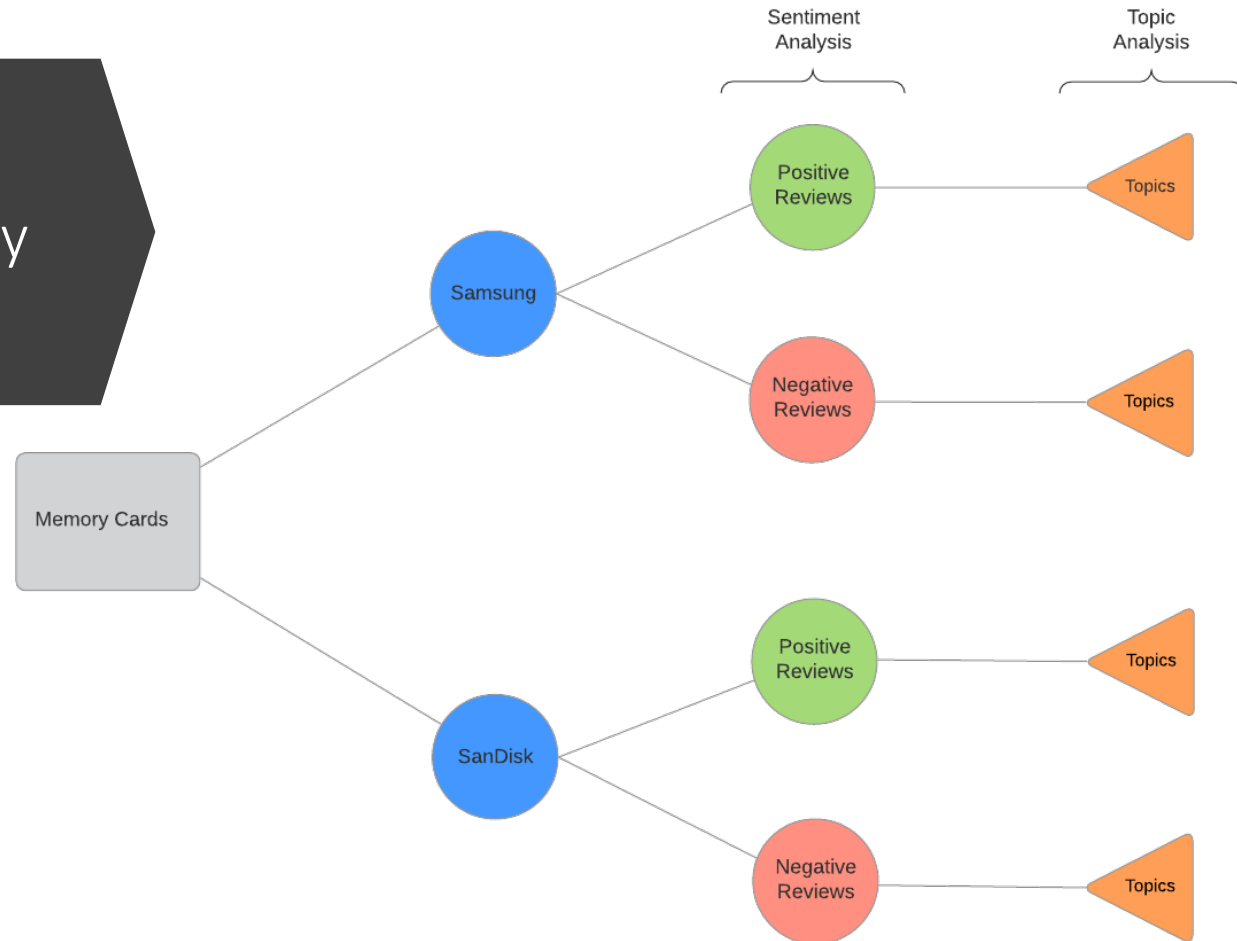 Sentiment
Analysis
Topic
Analysis
y
Positive
Reviews
Topics
Samsung
Negative
Reviews
Topics
Memory Cards
Positive
Reviews
Topics
SanDisk
Negative
Reviews
Topics